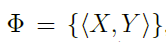 Φ = {⟨X, Y⟩}